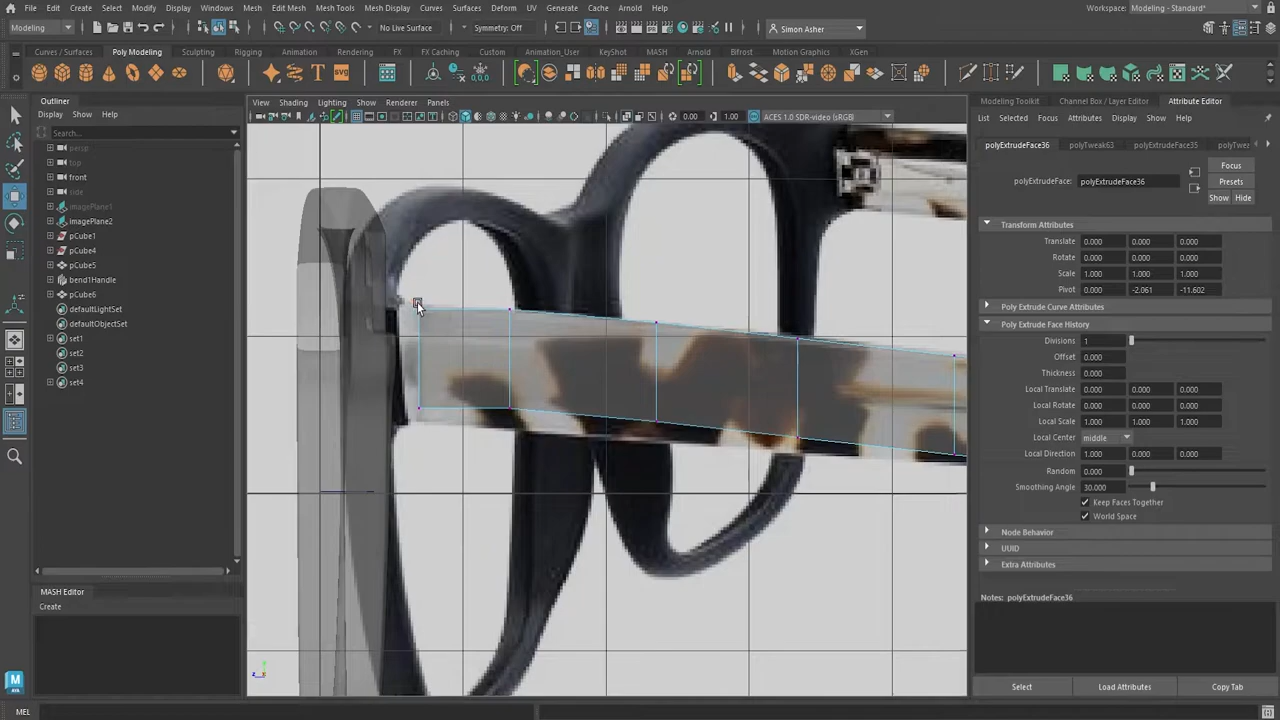 File Edit Create Select Modify Display Windows Mesh Edit Mesh Mesh Tools Mesh Display Curves Surfaces Deform UV Generate Cache Arnold Help Workspace: Modeling - Standard*
Modeling No Live Surface Symmetry: Off Simon Asher
Curves / Surfaces Poly Modeling Sculpting Rigging Animation Rendering FX FX Caching Custom Animation_User KeyShot MASH Arnold Bifrost Motion Graphics XGen
Outliner
Display Show Help
Search...
persp
top
front
side
imagePlane1
imagePlane2
pCube1
pCube4
pCube5
bend1Handle
pCube6
defaultLightSet
defaultObjectSet
set1
set2
set3
set4
MASH Editor
Create
View Shading Lighting Show Renderer Panels
0.00 1.00 ACES 1.0 SDR-video (sRGB)
Modeling Toolkit Channel Box / Layer Editor Attribute Editor
List Selected Focus Attributes Display Show Help
polyExtrudeFace36 polyTweak63 polyExtrudeFace35 polyTwea
polyExtrudeFace: polyExtrudeFace36
Focus
Presets
Show Hide
Transform Attributes
Translate 0.000 0.000 0.000
Rotate 0.000 0.000 0.000
Scale 1.000 1.000 1.000
Pivot 0.000 -2.061 -11.602
Poly Extrude Curve Attributes
Poly Extrude Face History
Divisions 1
Offset 0.000
Thickness 0.000
Local Translate 0.000 0.000 0.000
Local Rotate 0.000 0.000 0.000
Local Scale 1.000 1.000 1.000
Local Center middle
Local Direction 1.000 0.000 0.000
Random 0.000
Smoothing Angle 30.000
Keep Faces Together
World Space
Node Behavior
UUID
Extra Attributes
Notes: polyExtrudeFace36
Select Load Attributes Copy Tab
MEL